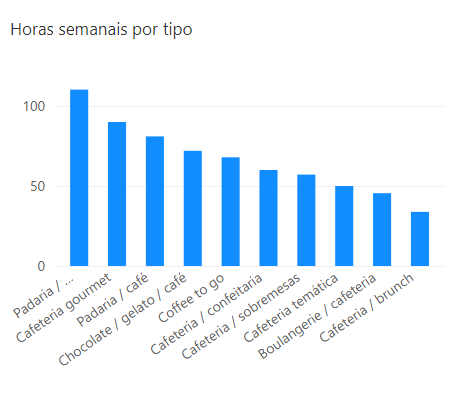 Horas semanais por tipo
100
50
0
Padaria / ...
Cafeteria gourmet
Padaria / café
Chocolate / gelato / café
Coffee to go
Cafeteria / confeitaria
Cafeteria / sobremesas
Cafeteria temática
Boulangerie / cafeteria
Cafeteria / brunch